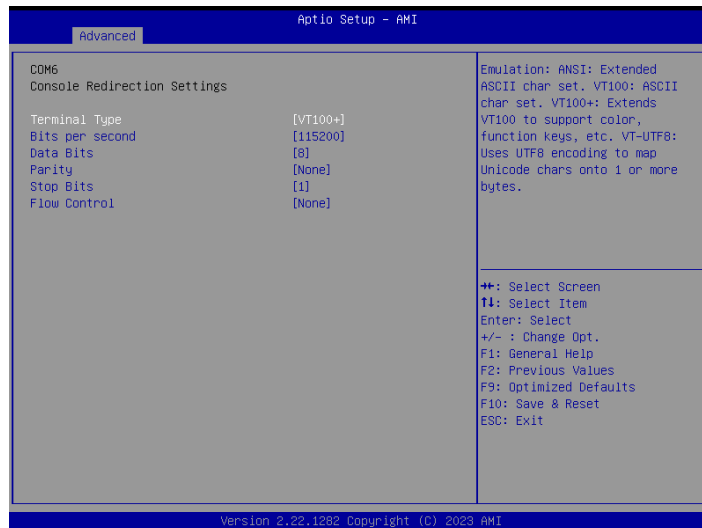 Aptio Setup – AMI
Advanced
COM6
Console Redirection Settings
Terminal Type [VT100+]
Bits per second [115200]
Data Bits [8]
Parity [None]
Stop Bits [1]
Flow Control [None]
Emulation: ANSI: Extended
ASCII char set. VT100: ASCII
char set. VT100+: Extends
VT100 to support color,
function keys, etc. VT-UTF8:
Uses UTF8 encoding to map
Unicode chars onto 1 or more
bytes.
→←: Select Screen
↑↓: Select Item
Enter: Select
+/- : Change Opt.
F1: General Help
F2: Previous Values
F9: Optimized Defaults
F10: Save & Reset
ESC: Exit
Version 2.22.1282 Copyright (C) 2023 AMI